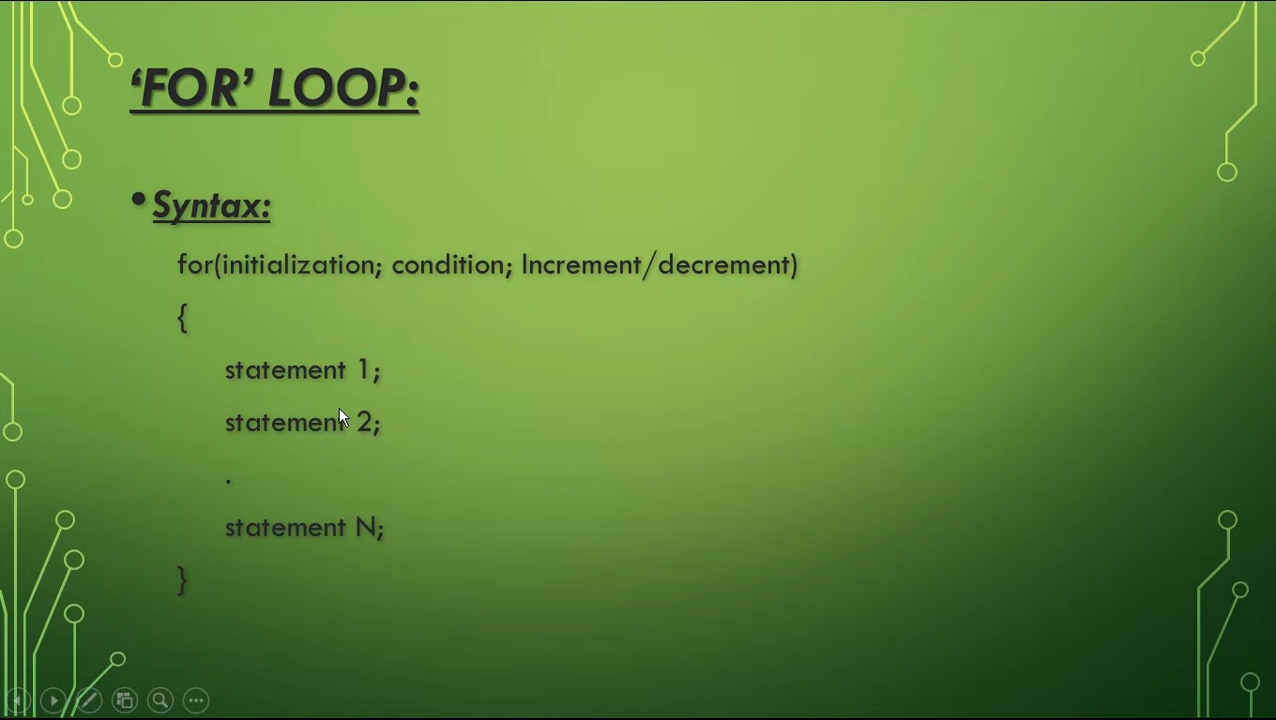 ‘FOR’ LOOP:
• Syntax:
for(initialization; condition; Increment/decrement)
{
statement 1;
statement 2;
.
statement N;
}